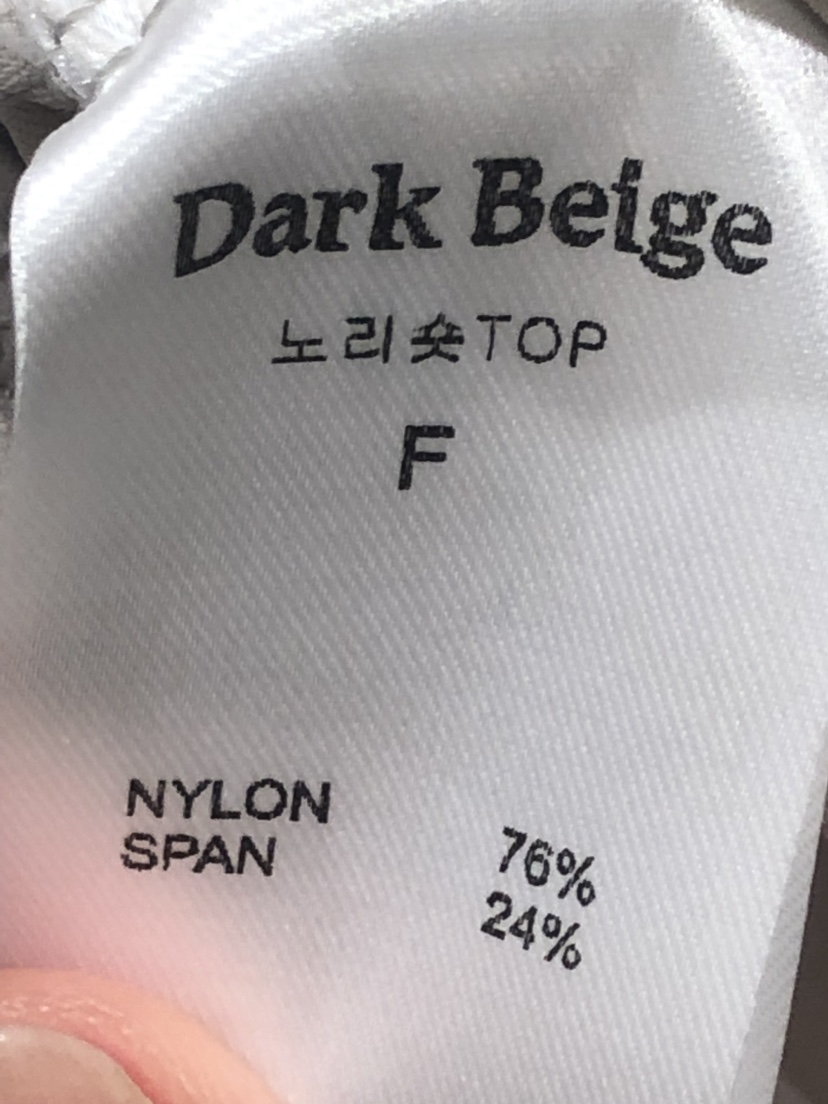 Dark Beige
노리숏TOP
F
NYLON 76%
SPAN 24%